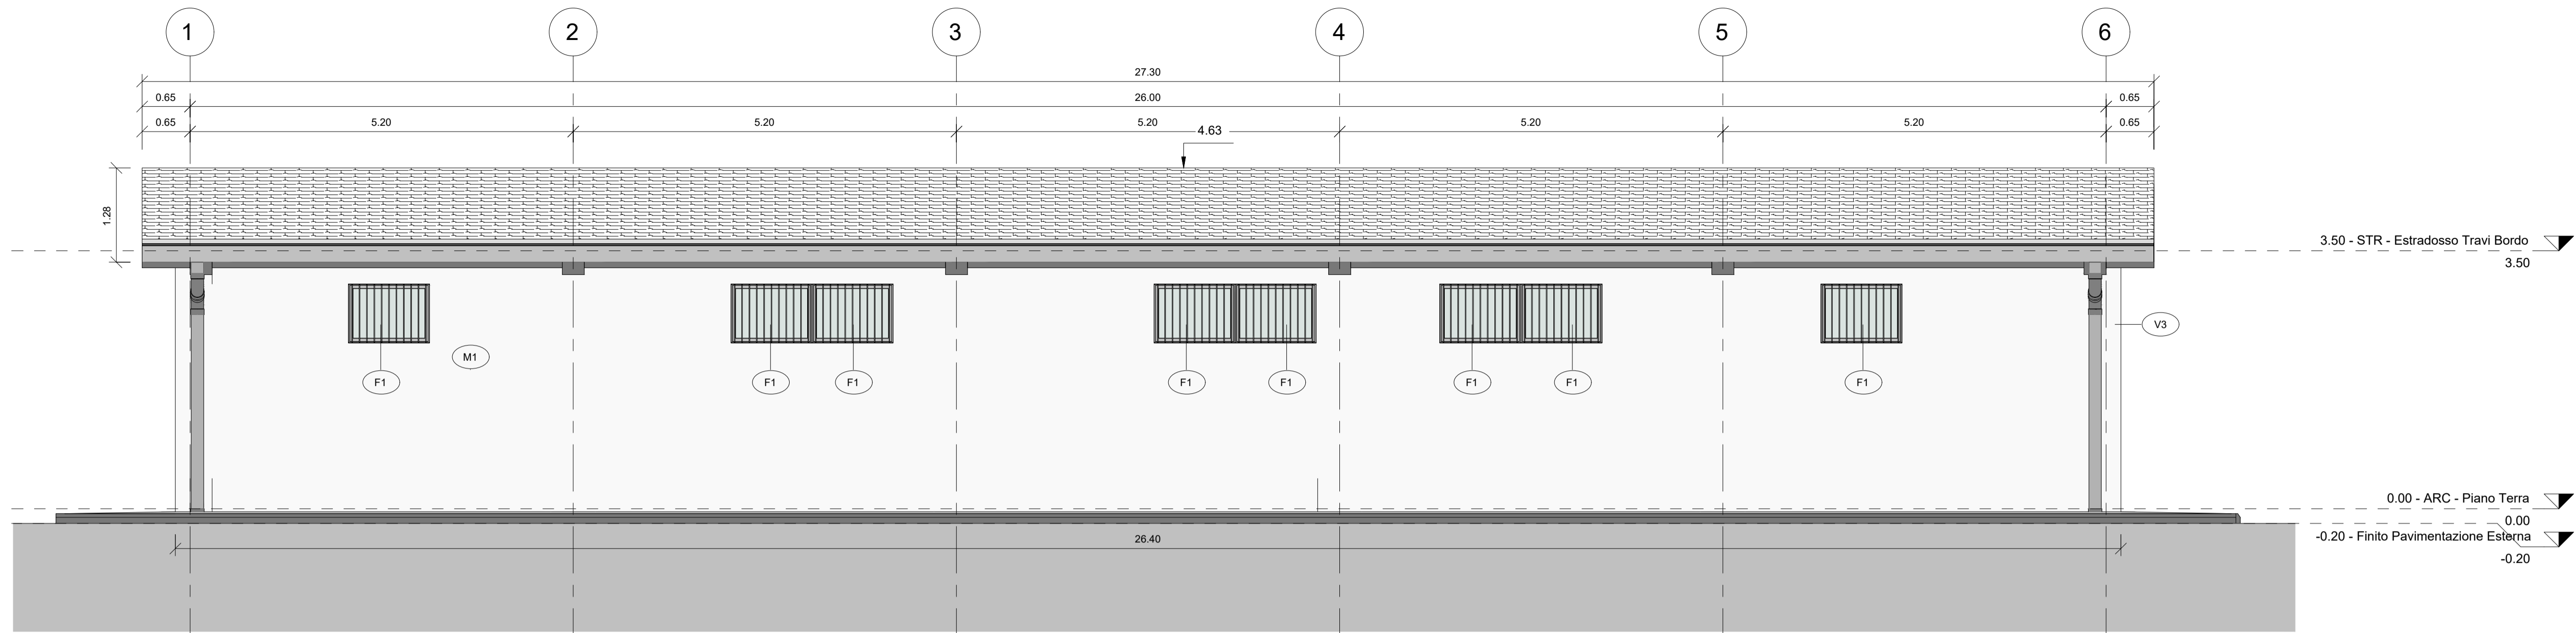 1 2 3 4 5 6
27.30
0.65 26.00 0.65
0.65 5.20 5.20 5.20 5.20 5.20 0.65
4.63
1.28
3.50 - STR - Estradosso Travi Bordo
3.50
V3
M1
F1 F1 F1 F1 F1 F1 F1 F1
0.00 - ARC - Piano Terra
0.00
-0.20 - Finito Pavimentazione Esterna
26.40
-0.20